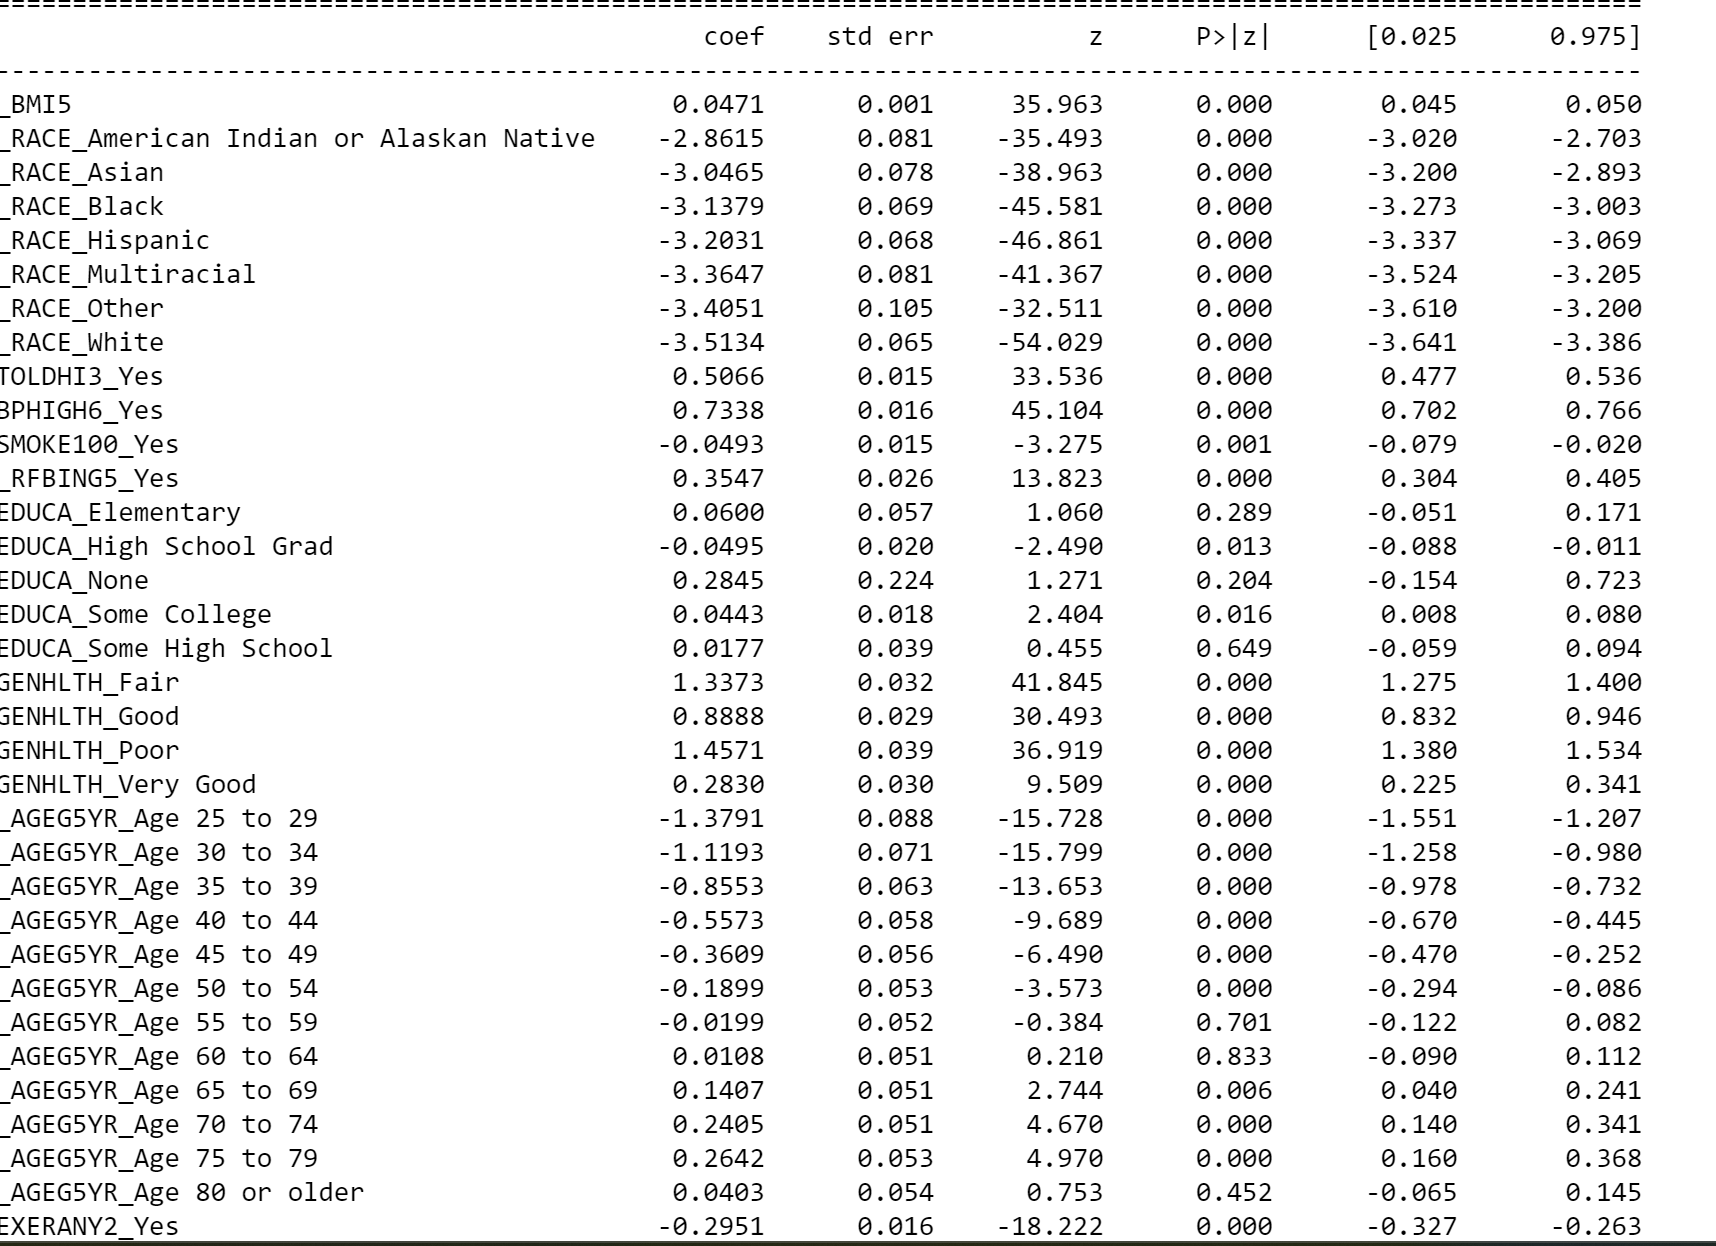 coef std err z P>|z| [0.025 0.975]
_BMI5 0.0471 0.001 35.963 0.000 0.045 0.050
_RACE_American Indian or Alaskan Native -2.8615 0.081 -35.493 0.000 -3.020 -2.703
_RACE_Asian -3.0465 0.078 -38.963 0.000 -3.200 -2.893
_RACE_Black -3.1379 0.069 -45.581 0.000 -3.273 -3.003
_RACE_Hispanic -3.2031 0.068 -46.861 0.000 -3.337 -3.069
_RACE_Multiracial -3.3647 0.081 -41.367 0.000 -3.524 -3.205
_RACE_Other -3.4051 0.105 -32.511 0.000 -3.610 -3.200
_RACE_White -3.5134 0.065 -54.029 0.000 -3.641 -3.386
TOLDHI3_Yes 0.5066 0.015 33.536 0.000 0.477 0.536
BPHIGH6_Yes 0.7338 0.016 45.104 0.000 0.702 0.766
SMOKE100_Yes -0.0493 0.015 -3.275 0.001 -0.079 -0.020
_RFBING5_Yes 0.3547 0.026 13.823 0.000 0.304 0.405
EDUCA_Elementary 0.0600 0.057 1.060 0.289 -0.051 0.171
EDUCA_High School Grad -0.0495 0.020 -2.490 0.013 -0.088 -0.011
EDUCA_None 0.2845 0.224 1.271 0.204 -0.154 0.723
EDUCA_Some College 0.0443 0.018 2.404 0.016 0.008 0.080
EDUCA_Some High School 0.0177 0.039 0.455 0.649 -0.059 0.094
GENHLTH_Fair 1.3373 0.032 41.845 0.000 1.275 1.400
GENHLTH_Good 0.8888 0.029 30.493 0.000 0.832 0.946
GENHLTH_Poor 1.4571 0.039 36.919 0.000 1.380 1.534
GENHLTH_Very Good 0.2830 0.030 9.509 0.000 0.225 0.341
_AGEG5YR_Age 25 to 29 -1.3791 0.088 -15.728 0.000 -1.551 -1.207
_AGEG5YR_Age 30 to 34 -1.1193 0.071 -15.799 0.000 -1.258 -0.980
_AGEG5YR_Age 35 to 39 -0.8553 0.063 -13.653 0.000 -0.978 -0.732
_AGEG5YR_Age 40 to 44 -0.5573 0.058 -9.689 0.000 -0.670 -0.445
_AGEG5YR_Age 45 to 49 -0.3609 0.056 -6.490 0.000 -0.470 -0.252
_AGEG5YR_Age 50 to 54 -0.1899 0.053 -3.573 0.000 -0.294 -0.086
_AGEG5YR_Age 55 to 59 -0.0199 0.052 -0.384 0.701 -0.122 0.082
_AGEG5YR_Age 60 to 64 0.0108 0.051 0.210 0.833 -0.090 0.112
_AGEG5YR_Age 65 to 69 0.1407 0.051 2.744 0.006 0.040 0.241
_AGEG5YR_Age 70 to 74 0.2405 0.051 4.670 0.000 0.140 0.341
_AGEG5YR_Age 75 to 79 0.2642 0.053 4.970 0.000 0.160 0.368
_AGEG5YR_Age 80 or older 0.0403 0.054 0.753 0.452 -0.065 0.145
EXERANY2_Yes -0.2951 0.016 -18.222 0.000 -0.327 -0.263